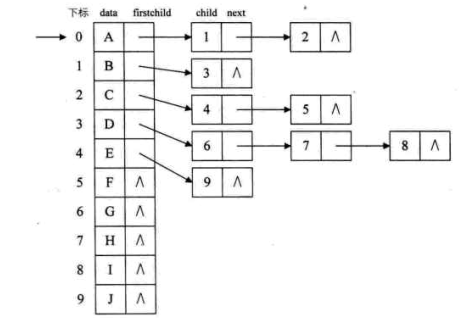 下标 data firstchild child next
0 A 1 2 ∧
1 B 3 ∧
2 C 4 5 ∧
3 D 6 7 8 ∧
4 E 9 ∧
5 F ∧
6 G ∧
7 H ∧
8 I ∧
9 J ∧